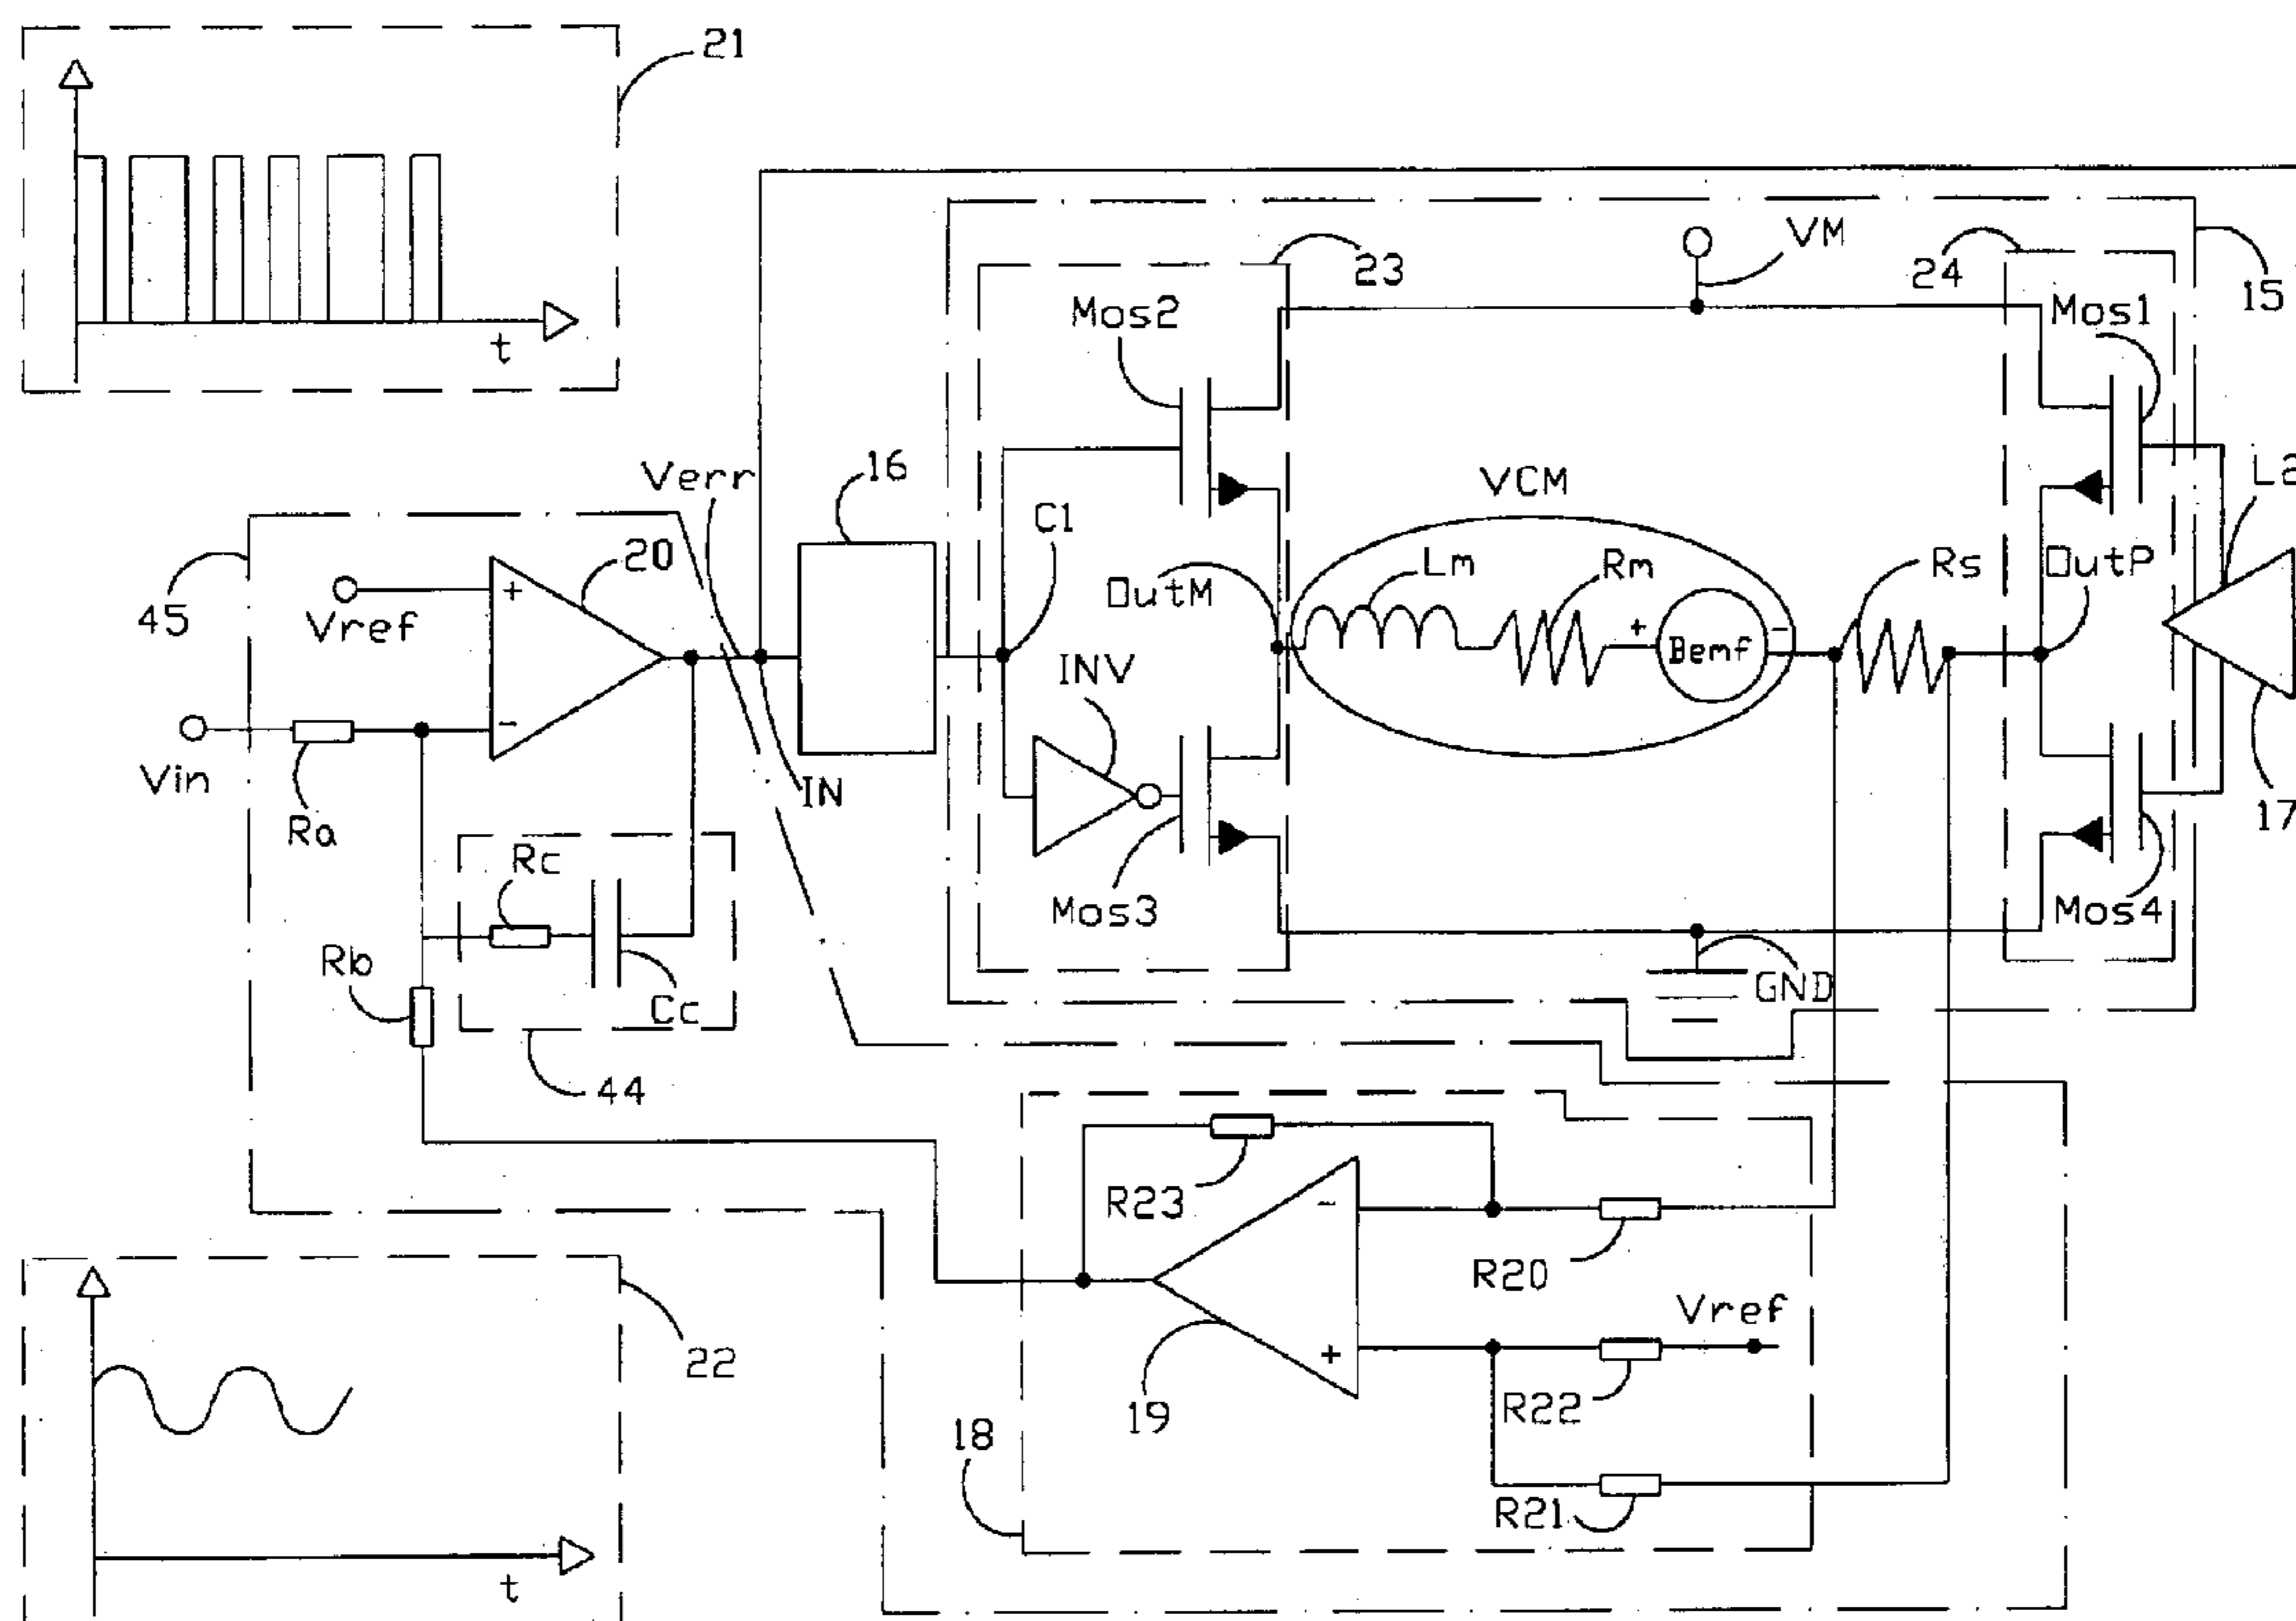 21
t
23
VM
24
15
Mos2
Mos1
Verr
16
VCM
C1
L2
45
20
+
Vref
OutM
Lm
Rm
Rs
OutP
+
Bemf
-
INV
-
Vin
IN
Ra
17
Rc
Mos3
Mos4
Rb
Cc
GND
44
R23
-
R20
Vref
22
+
19
R22
18
R21
t